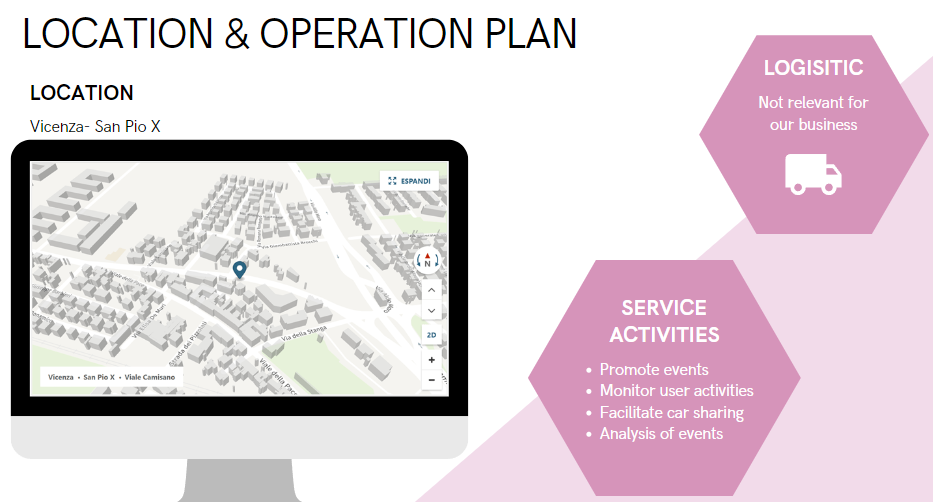 LOCATION & OPERATION PLAN
LOCATION
Vicenza- San Pio X
ESPANDI
N
2D
+
−
Via della Stanga
Vicenza • San Pio X • Viale Camisano
LOGISITIC
Not relevant for
our business
SERVICE
ACTIVITIES
• Promote events
• Monitor user activities
• Facilitate car sharing
• Analysis of events